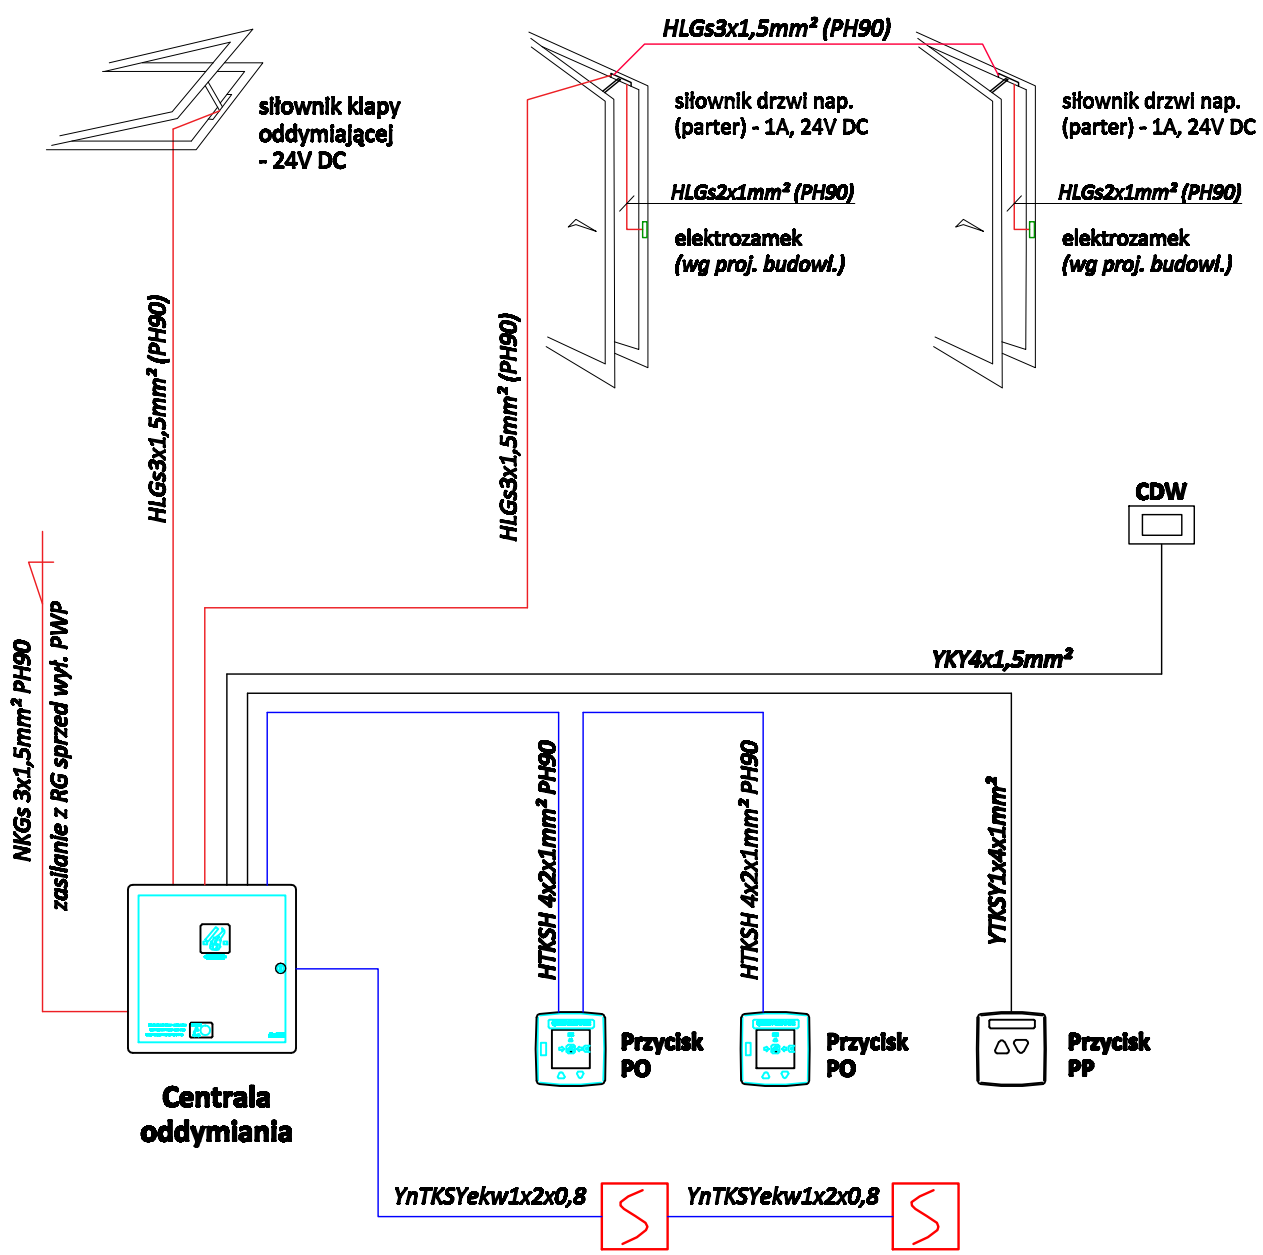 HLGs3x1,5mm² (PH90)
siłownik klapy
oddymiającej
- 24V DC
siłownik drzwi nap.
(parter) - 1A, 24V DC
siłownik drzwi nap.
(parter) - 1A, 24V DC
HLGs2x1mm² (PH90)
HLGs2x1mm² (PH90)
elektrozamek
(wg proj. budowl.)
elektrozamek
(wg proj. budowl.)
HLGs3x1,5mm² (PH90)
HLGs3x1,5mm² (PH90)
CDW
YKY4x1,5mm²
NKGs 3x1,5mm² PH90
zasilanie z RG sprzed wył. PWP
HTKSH 4x2x1mm² PH90
HTKSH 4x2x1mm² PH90
YTKSY1x4x1mm²
Przycisk
PO
Przycisk
PO
Przycisk
PP
Centrala
oddymiania
YnTKSYekw1x2x0,8
YnTKSYekw1x2x0,8